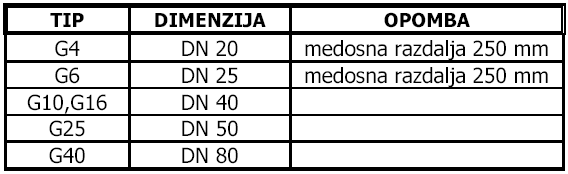 TIP DIMENZIJA OPOMBA
G4 DN 20 medosna razdalja 250 mm
G6 DN 25 medosna razdalja 250 mm
G10,G16 DN 40
G25 DN 50
G40 DN 80